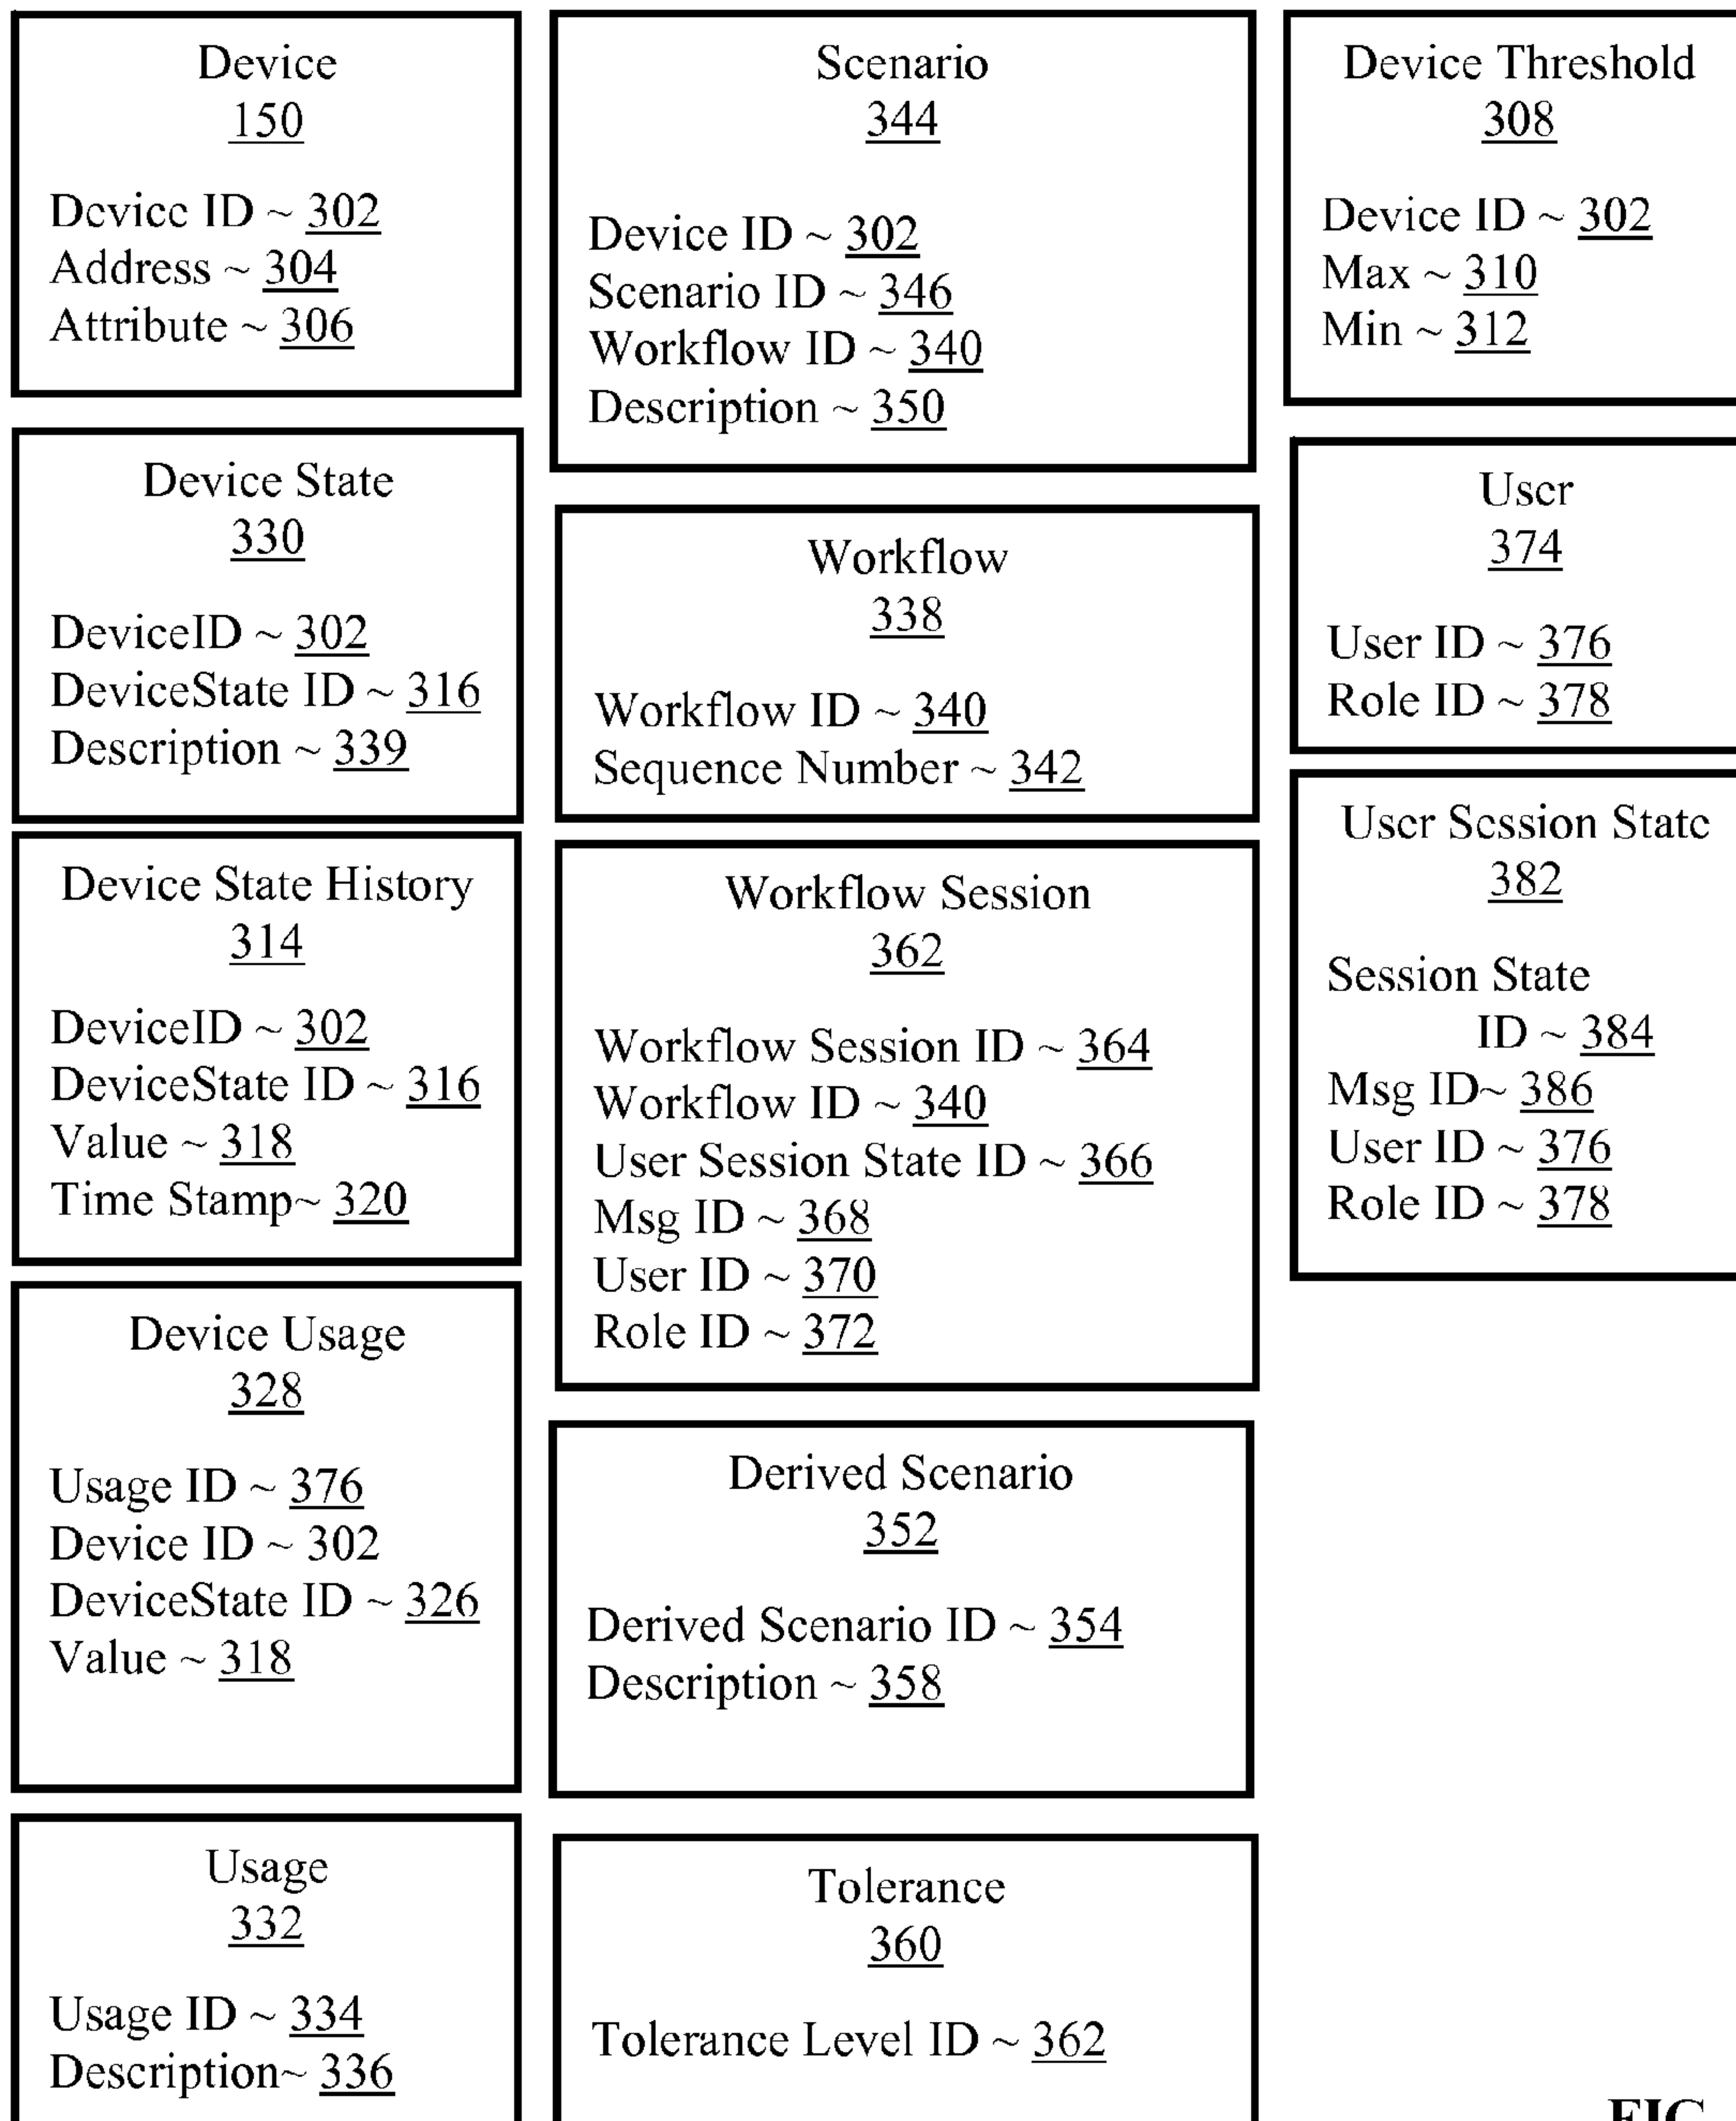 Device
150
Device ID ~ 302
Address ~ 304
Attribute ~ 306
Device State
330
DeviceID ~ 302
DeviceState ID ~ 316
Description ~ 339
Device State History
314
DeviceID ~ 302
DeviceState ID ~ 316
Value ~ 318
Time Stamp~ 320
Device Usage
328
Usage ID ~ 376
Device ID ~ 302
DeviceState ID ~ 326
Value ~ 318
Usage
332
Usage ID ~ 334
Description~ 336
Scenario
344
Device ID ~ 302
Scenario ID ~ 346
Workflow ID ~ 340
Description ~ 350
Workflow
338
Workflow ID ~ 340
Sequence Number ~ 342
Workflow Session
362
Workflow Session ID ~ 364
Workflow ID ~ 340
User Session State ID ~ 366
Msg ID ~ 368
User ID ~ 370
Role ID ~ 372
Derived Scenario
352
Derived Scenario ID ~ 354
Description ~ 358
Tolerance
360
Tolerance Level ID ~ 362
Device Threshold
308
Device ID ~ 302
Max ~ 310
Min ~ 312
User
374
User ID ~ 376
Role ID ~ 378
User Session State
382
Session State
ID ~ 384
Msg ID~ 386
User ID ~ 376
Role ID ~ 378
FIG